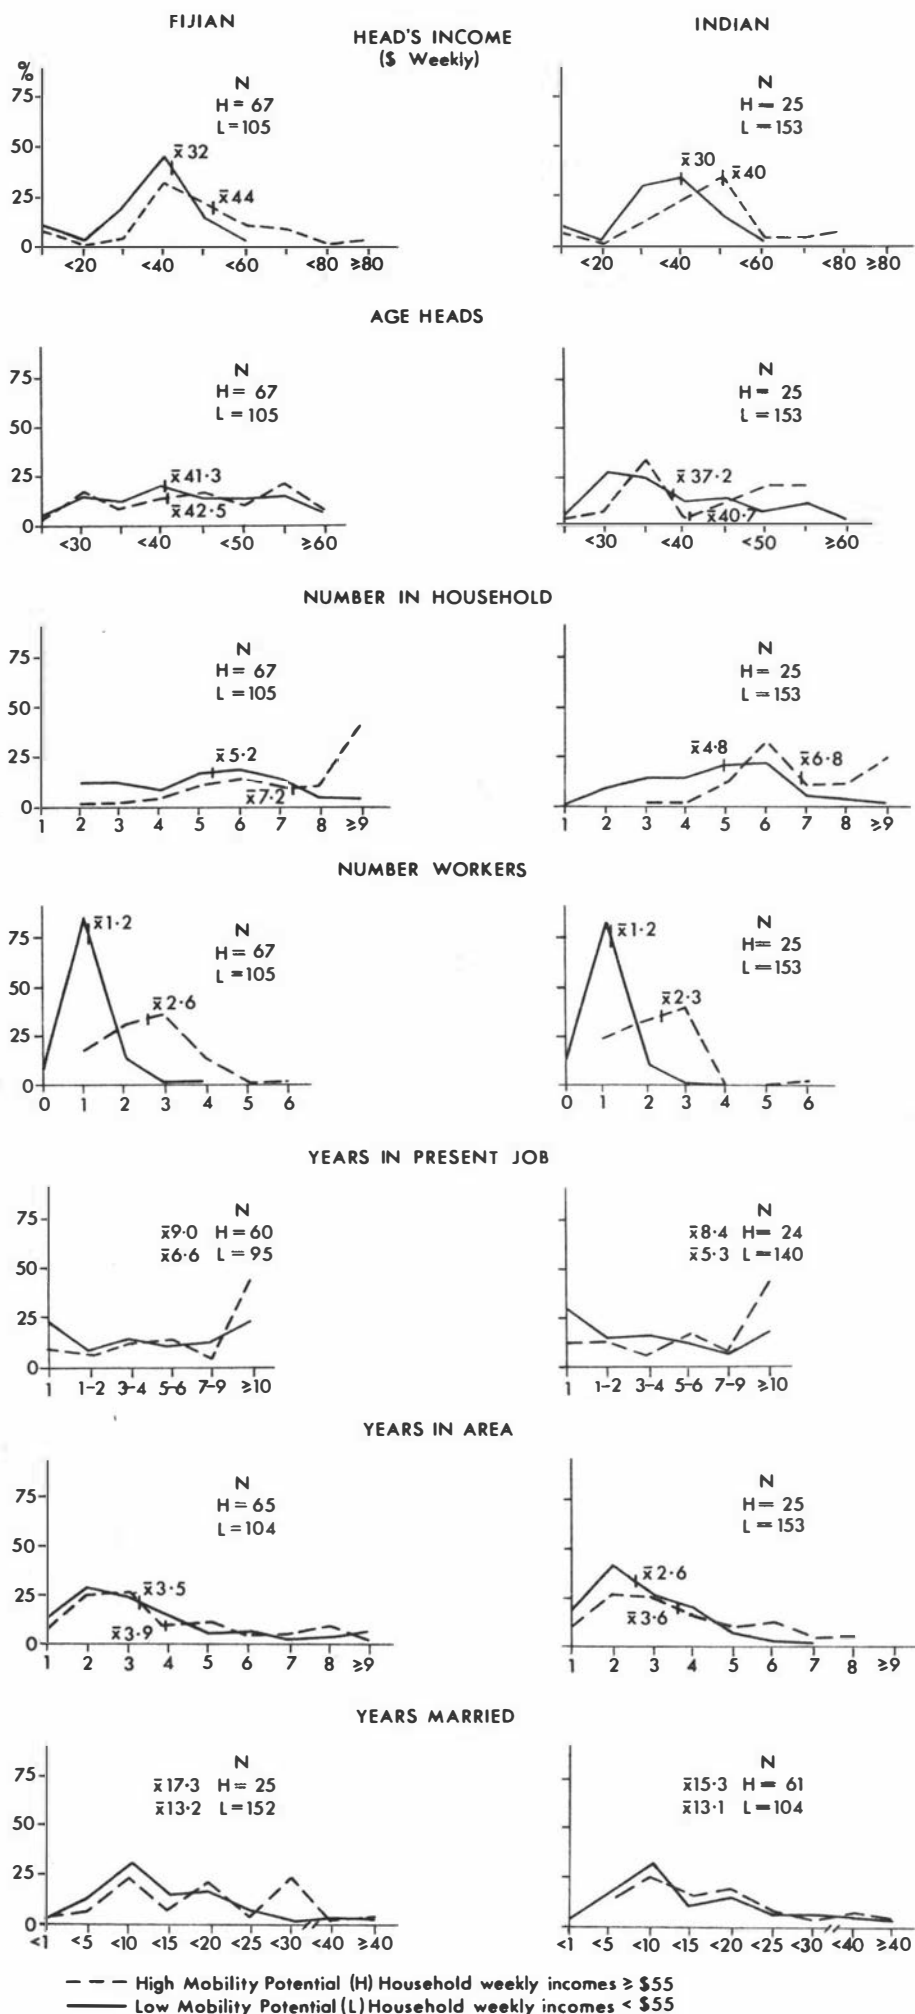 FIJIAN
INDIAN
HEAD'S INCOME
($ Weekly)
%
75
50
25
0
N
H = 67
L = 105
x̄ 32
x̄ 44
<20 <40 <60 <80 ≥80
N
H = 25
L = 153
x̄ 30
x̄ 40
<20 <40 <60 <80 ≥80
AGE HEADS
75
50
25
0
N
H = 67
L = 105
x̄ 41·3
x̄ 42·5
<30 <40 <50 ≥60
N
H = 25
L = 153
x̄ 37·2
x̄ 40·7
<30 <40 <50 ≥60
NUMBER IN HOUSEHOLD
75
50
25
0
N
H = 67
L = 105
x̄ 5·2
x̄ 7·2
1 2 3 4 5 6 7 8 ≥9
N
H = 25
L = 153
x̄ 4·8
x̄ 6·8
1 2 3 4 5 6 7 8 ≥9
NUMBER WORKERS
75
50
25
0
N
H = 67
L = 105
x̄ 1·2
x̄ 2·6
0 1 2 3 4 5 6
N
H = 25
L = 153
x̄ 1·2
x̄ 2·3
0 1 2 3 4 5 6
YEARS IN PRESENT JOB
75
50
25
0
N
x̄ 9·0 H = 60
x̄ 6·6 L = 95
1 1–2 3–4 5–6 7–9 ≥10
N
x̄ 8·4 H = 24
x̄ 5·3 L = 140
1 1–2 3–4 5–6 7–9 ≥10
YEARS IN AREA
75
50
25
0
N
H = 65
L = 104
x̄ 3·5
x̄ 3·9
1 2 3 4 5 6 7 8 ≥9
N
H = 25
L = 153
x̄ 2·6
x̄ 3·6
1 2 3 4 5 6 7 8 ≥9
YEARS MARRIED
75
50
25
0
N
x̄ 17·3 H = 25
x̄ 13·2 L = 152
<1 <5 <10 <15 <20 <25 <30 <40 ≥40
N
x̄ 15·3 H = 61
x̄ 13·1 L = 104
<1 <5 <10 <15 <20 <25 <30 <40 ≥40
High Mobility Potential (H) Household weekly incomes ≥ $55
Low Mobility Potential (L) Household weekly incomes < $55